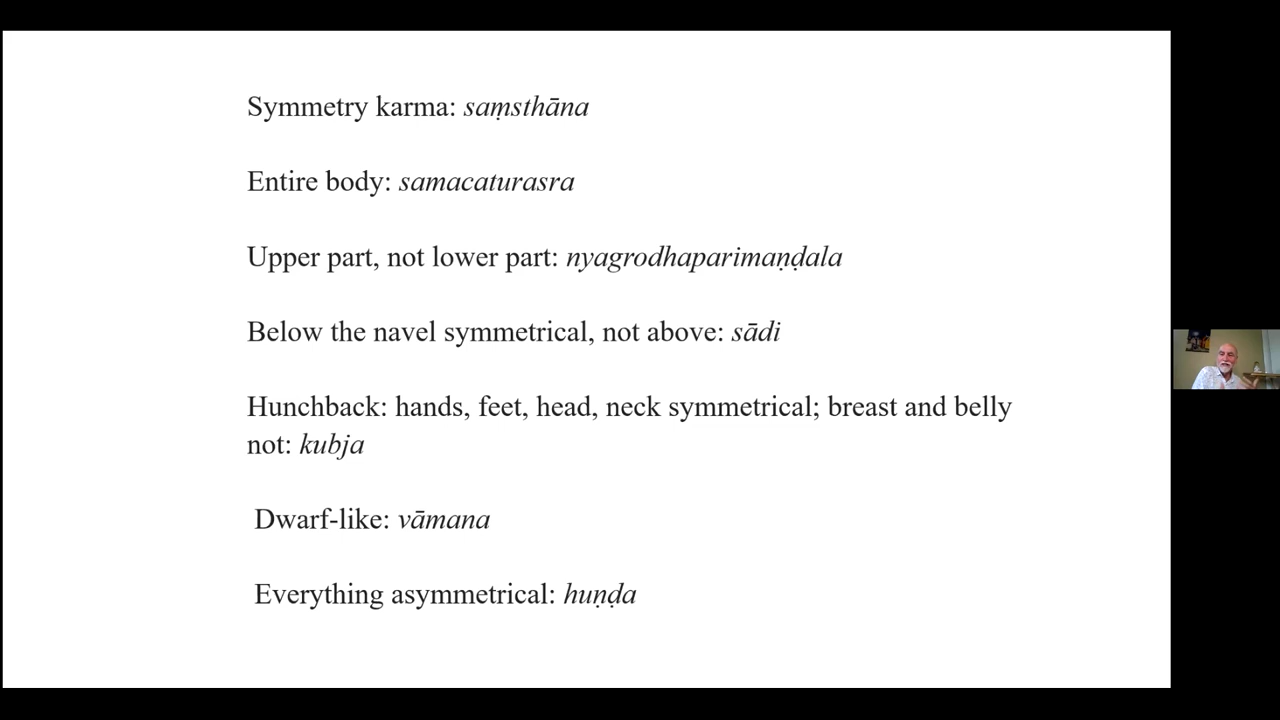 Symmetry karma: saṃsthāna
Entire body: samacaturasra
Upper part, not lower part: nyagrodhaparimaṇḍala
Below the navel symmetrical, not above: sādi
Hunchback: hands, feet, head, neck symmetrical; breast and belly
not: kubja
Dwarf-like: vāmana
Everything asymmetrical: huṇḍa